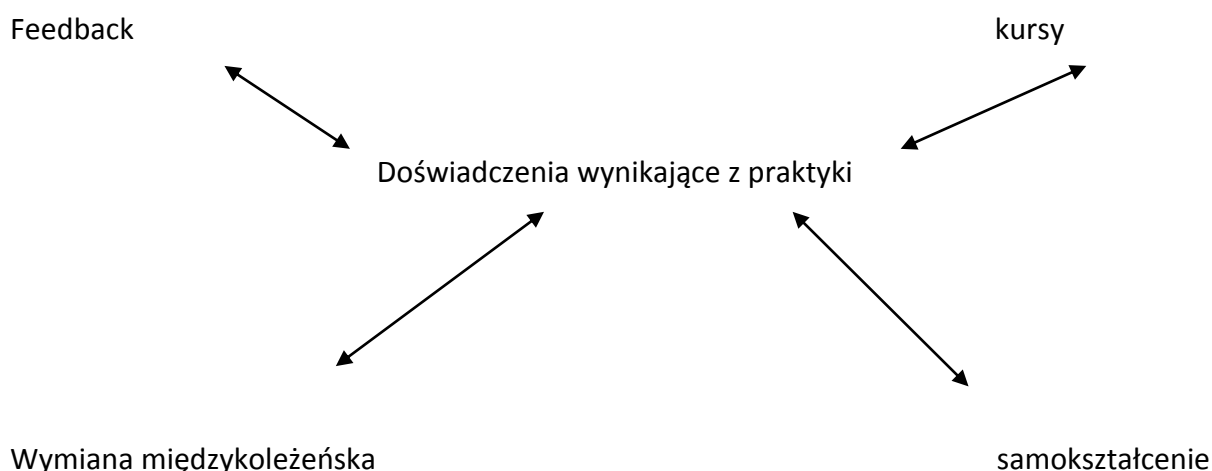 Feedback
kursy
Doświadczenia wynikające z praktyki
Wymiana międzykoleżeńska
samokształcenie